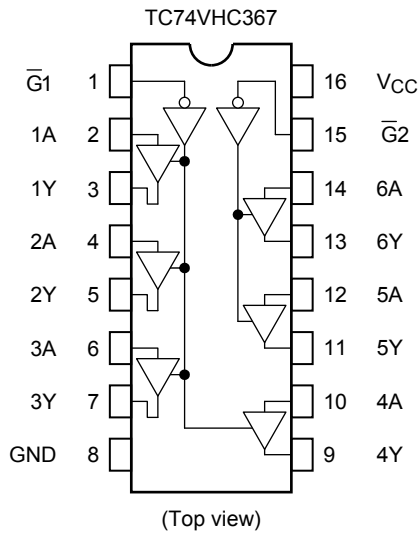 TC74VHC367
G̅1 1 16 VCC
1A 2 15 G̅2
1Y 3 14 6A
2A 4 13 6Y
2Y 5 12 5A
3A 6 11 5Y
3Y 7 10 4A
GND 8 9 4Y
(Top view)